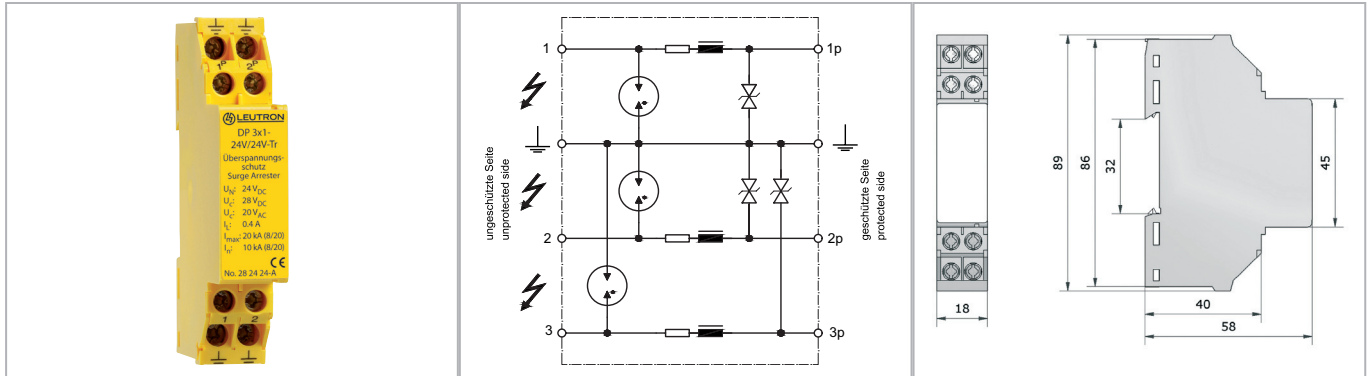 1P 2P
LEUTRON
DP 3x1-
24V/24V-Tr
Überspannungs-
schutz
Surge Arrester
UN: 24 VDC
Uc: 28 VDC
Uc: 20 VAC
IL: 0.4 A
Imax: 20 kA (8/20)
In: 10 kA (8/20)
CE
No. 28 24 24-A
1 2
1 1p
ungeschützte Seite
unprotected side
geschützte Seite
protected side
2 2p
3 3p
89
86
32
45
18
40
58